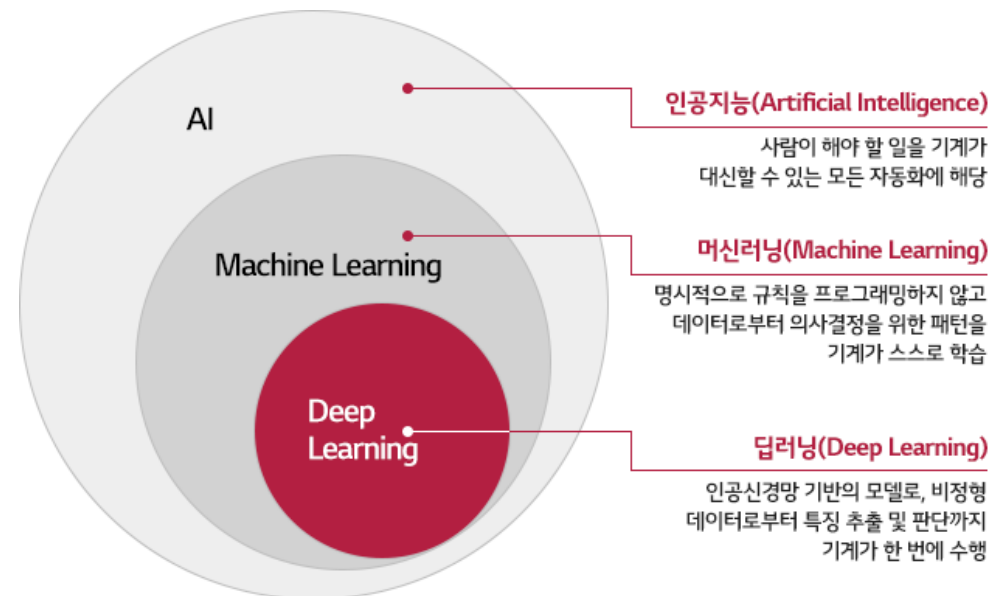 AI
인공지능(Artificial Intelligence)
사람이 해야 할 일을 기계가
대신할 수 있는 모든 자동화에 해당
Machine Learning
머신러닝(Machine Learning)
명시적으로 규칙을 프로그래밍하지 않고
데이터로부터 의사결정을 위한 패턴을
기계가 스스로 학습
Deep
Learning
딥러닝(Deep Learning)
인공신경망 기반의 모델로, 비정형
데이터로부터 특징 추출 및 판단까지
기계가 한 번에 수행